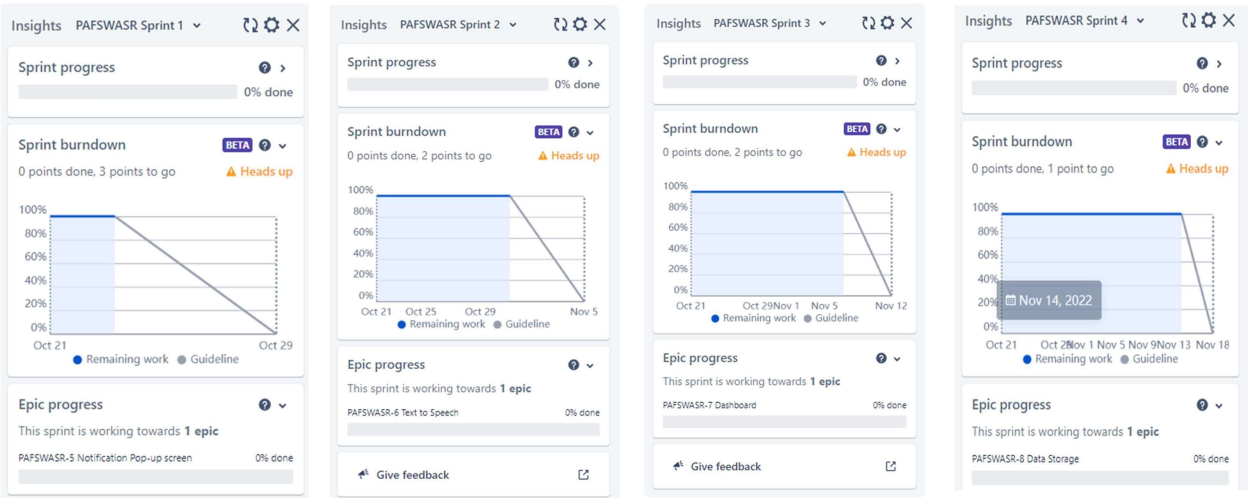 Insights PAFSWASR Sprint 1
Sprint progress
0% done
Sprint burndown BETA
0 points done, 3 points to go Heads up
100%
80%
60%
40%
20%
0%
Oct 21 Oct 29
Remaining work Guideline
Epic progress
This sprint is working towards 1 epic
PAFSWASR-5 Notification Pop-up screen 0% done
Insights PAFSWASR Sprint 2
Sprint progress
0% done
Sprint burndown BETA
0 points done, 2 points to go Heads up
100%
80%
60%
40%
20%
0%
Oct 21 Oct 25 Oct 29 Nov 5
Remaining work Guideline
Epic progress
This sprint is working towards 1 epic
PAFSWASR-6 Text to Speech 0% done
Give feedback
Insights PAFSWASR Sprint 3
Sprint progress
0% done
Sprint burndown BETA
0 points done, 2 points to go Heads up
100%
80%
60%
40%
20%
0%
Oct 21 Oct 29 Nov 1 Nov 5 Nov 12
Remaining work Guideline
Epic progress
This sprint is working towards 1 epic
PAFSWASR-7 Dashboard 0% done
Give feedback
Insights PAFSWASR Sprint 4
Sprint progress
0% done
Sprint burndown BETA
0 points done, 1 point to go Heads up
100%
80%
60%
40%
20%
Nov 14, 2022
0%
Oct 21 Oct Nov 1 Nov 5 Nov 9 Nov 13 Nov 18
Remaining work Guideline
Epic progress
This sprint is working towards 1 epic
PAFSWASR-8 Data Storage 0% done